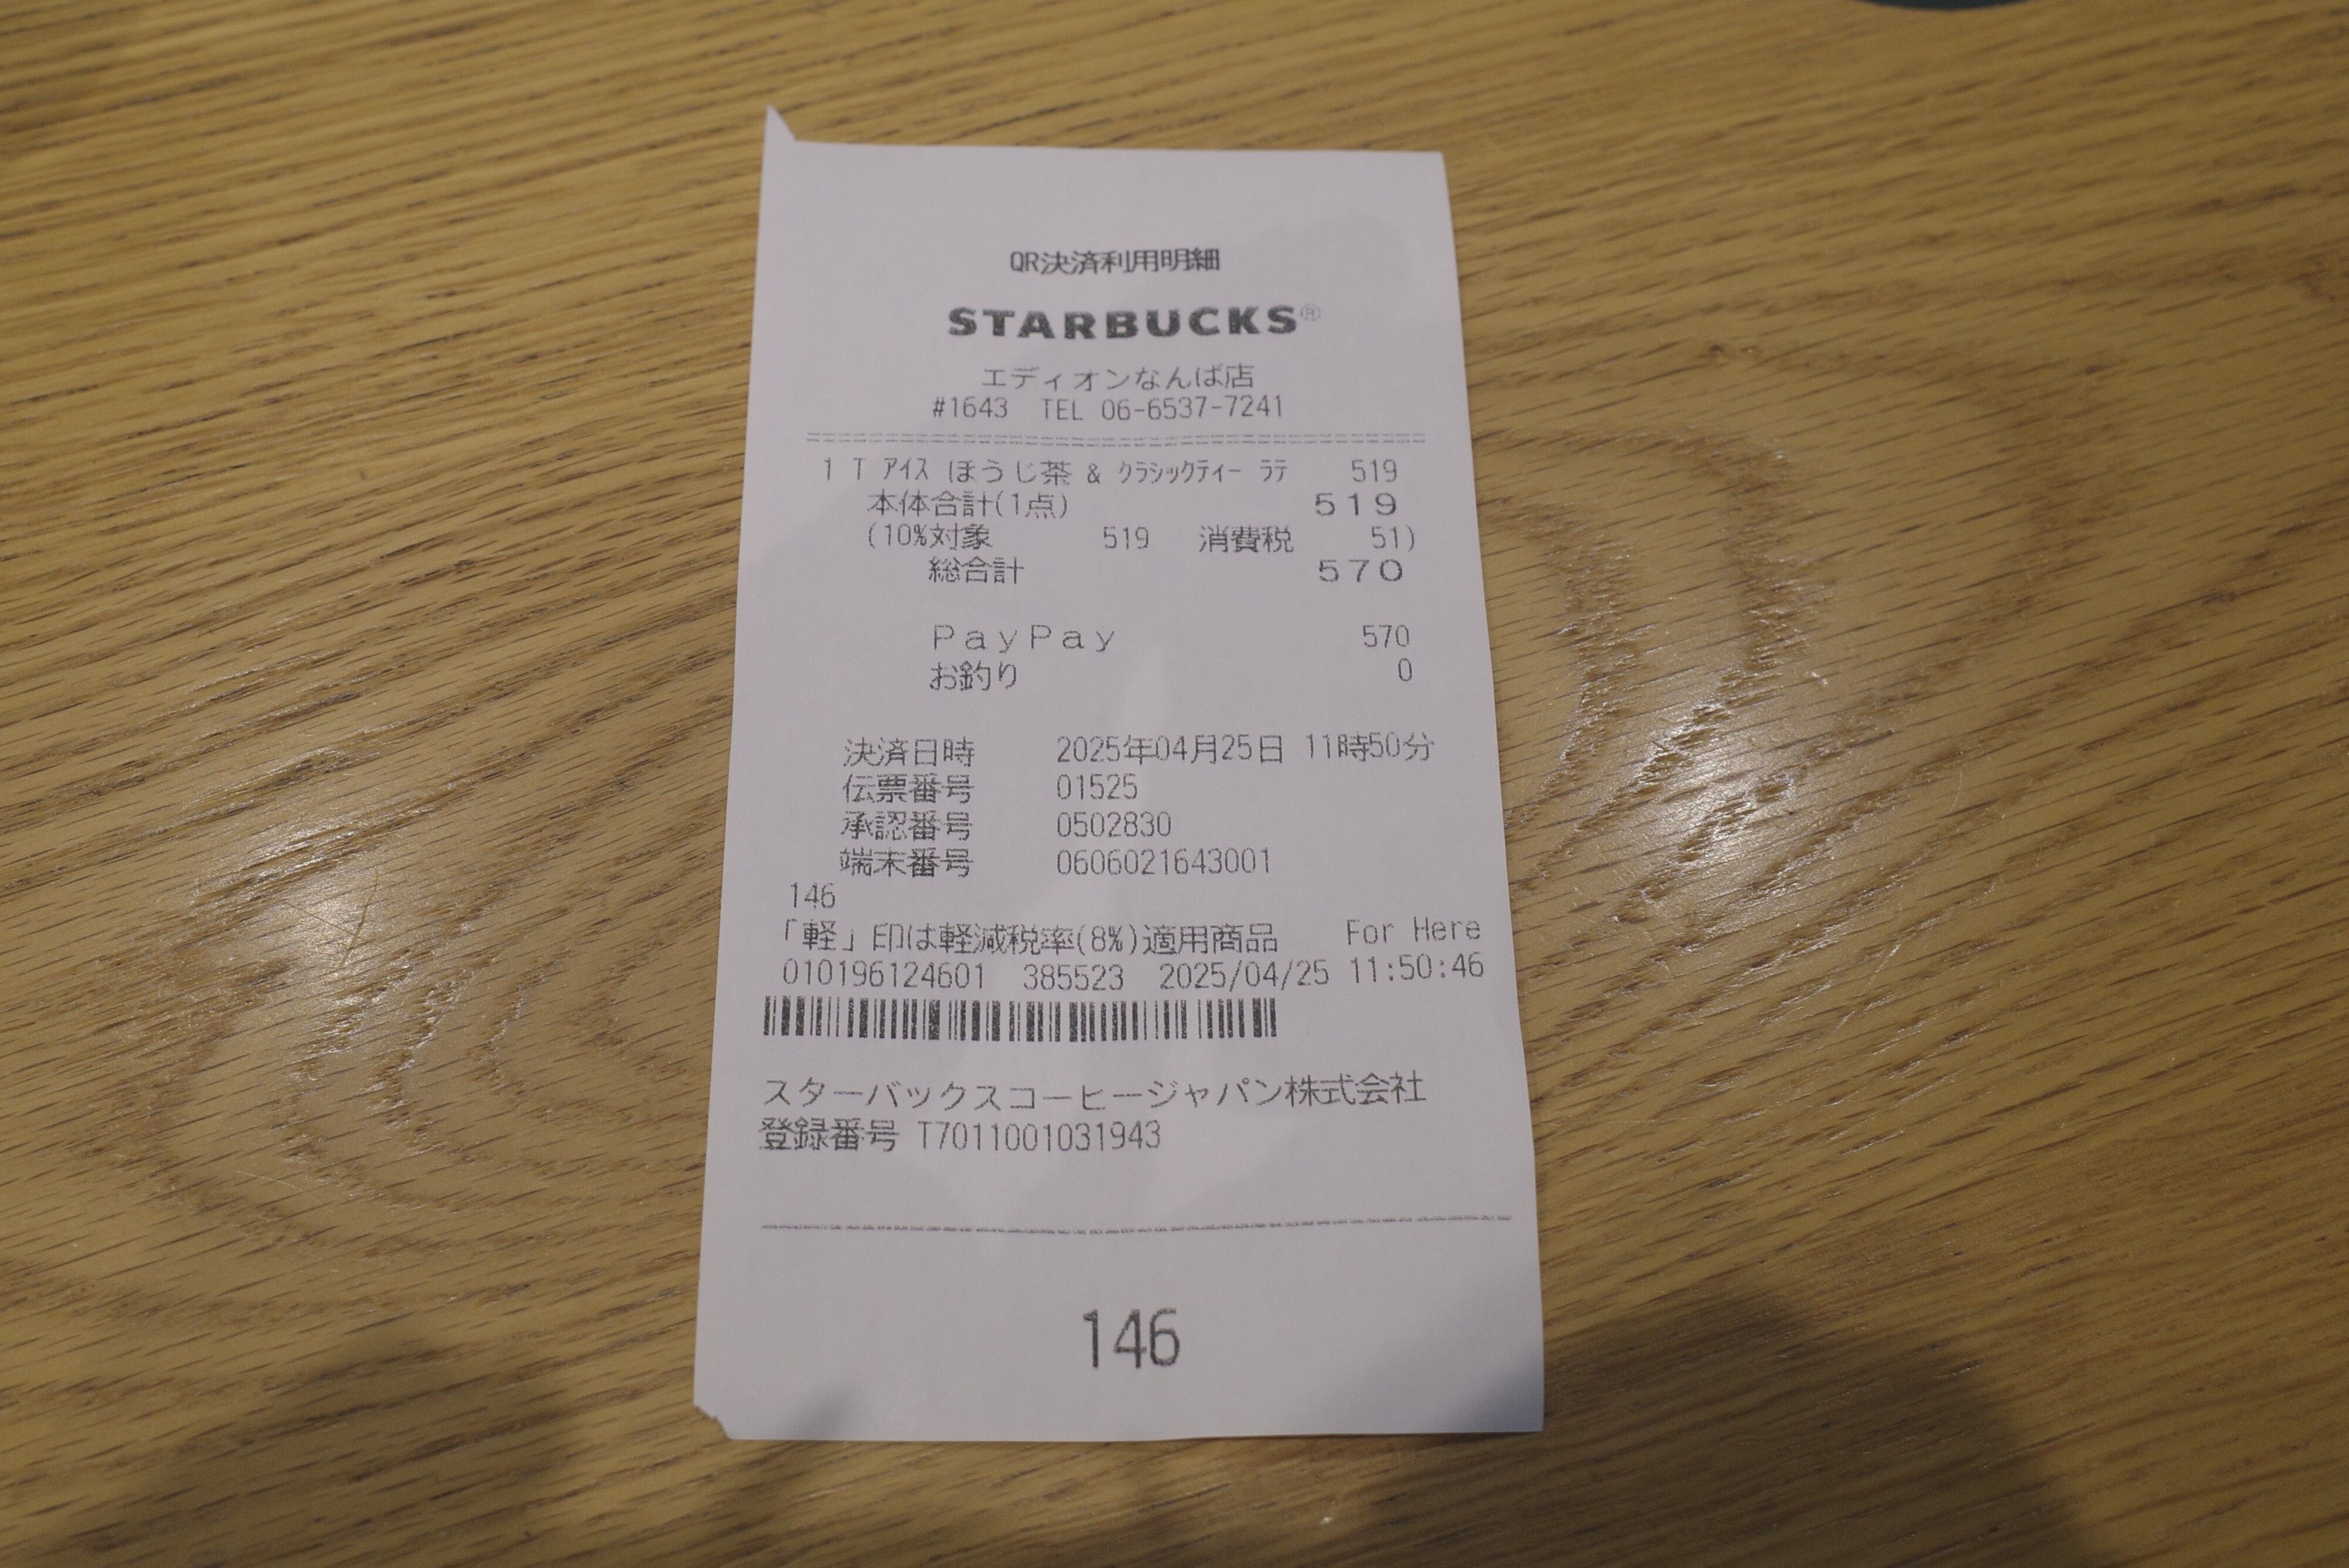 QR決済利用明細
STARBUCKS®
エディオンなんば店
#1643 TEL 06-6537-7241
1 T ｱｲｽ ほうじ茶 & ｸﾗｼｯｸﾃｨｰ ﾗﾃ 519
本体合計(1点) 519
(10%対象 519 消費税 51)
総合計 570
PayPay 570
お釣り 0
決済日時 2025年04月25日 11時50分
伝票番号 01525
承認番号 0502830
端末番号 0606021643001
146
「軽」印は軽減税率(8%)適用商品 For Here
010196124601 385523 2025/04/25 11:50:46
スターバックスコーヒージャパン株式会社
登録番号 T7011001031943
146